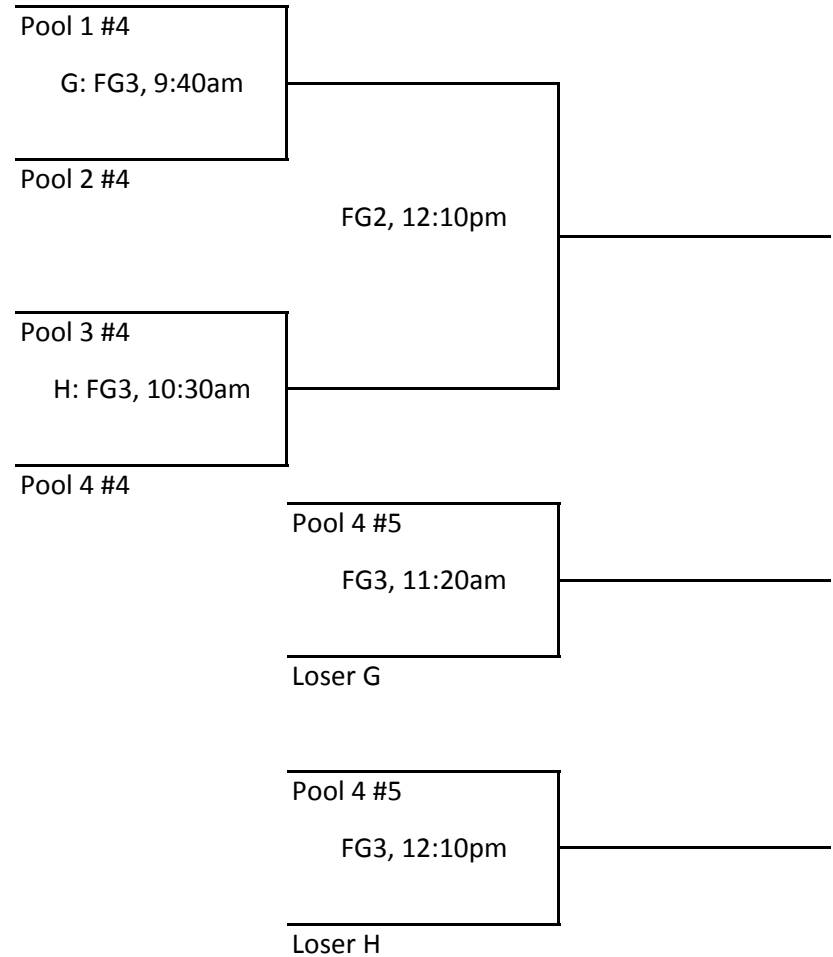 Pool 1 #4
G: FG3, 9:40am
Pool 2 #4
FG2, 12:10pm
Pool 3 #4
H: FG3, 10:30am
Pool 4 #4
Pool 4 #5
FG3, 11:20am
Loser G
Pool 4 #5
FG3, 12:10pm
Loser H